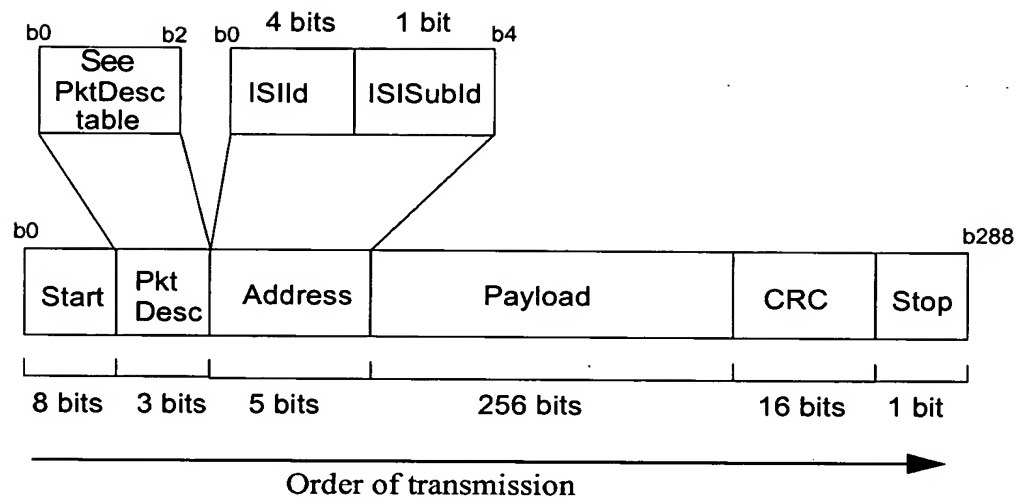 4 bits 1 bit
b0 b2 b0 b4
See
PktDesc
table
ISIId ISISubId
b0 b288
Start Pkt
Desc Address Payload CRC Stop
8 bits 3 bits 5 bits 256 bits 16 bits 1 bit
Order of transmission